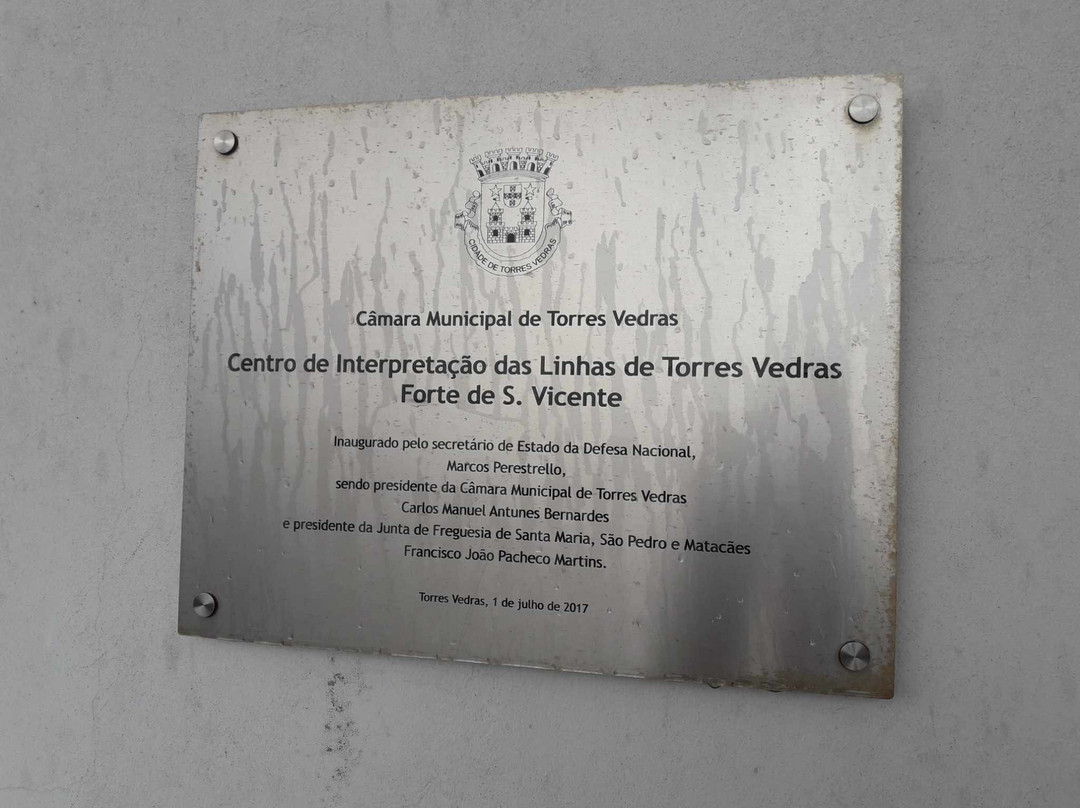 CIDADE DE TORRES VEDRAS
Câmara Municipal de Torres Vedras
Centro de Interpretação das Linhas de Torres Vedras
Forte de S. Vicente
Inaugurado pelo secretário de Estado da Defesa Nacional,
Marcos Perestrello,
sendo presidente da Câmara Municipal de Torres Vedras
Carlos Manuel Antunes Bernardes
e presidente da Junta de Freguesia de Santa Maria, São Pedro e Matacães
Francisco João Pacheco Martins.
Torres Vedras, 1 de julho de 2017